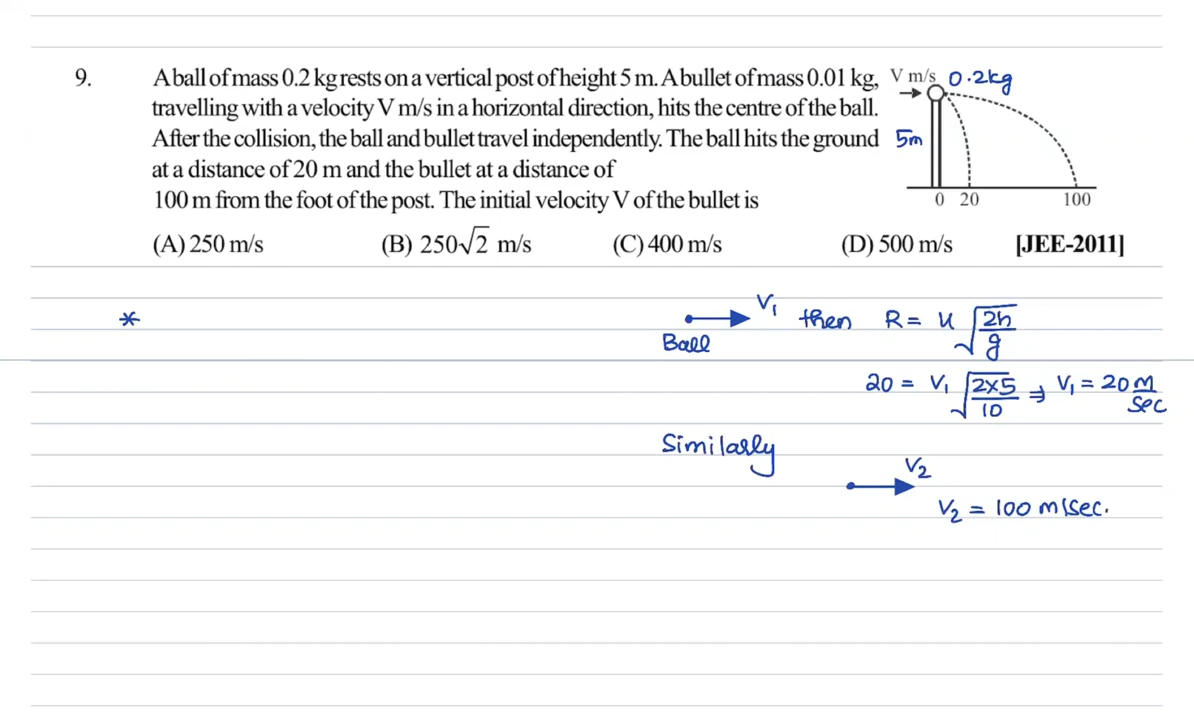 9. A ball of mass 0.2 kg rests on a vertical post of height 5 m. A bullet of mass 0.01 kg,
travelling with a velocity V m/s in a horizontal direction, hits the centre of the ball.
After the collision, the ball and bullet travel independently. The ball hits the ground
at a distance of 20 m and the bullet at a distance of
100 m from the foot of the post. The initial velocity V of the bullet is
V m/s 0.2kg
5m
0 20 100
(A) 250 m/s (B) 250√2 m/s (C) 400 m/s (D) 500 m/s [JEE-2011]
* V₁ then R = u √(2h/g)
Ball
20 = V₁ √(2×5/10) ⇒ V₁ = 20 m/sec
Similarly V₂
V₂ = 100 m/sec.